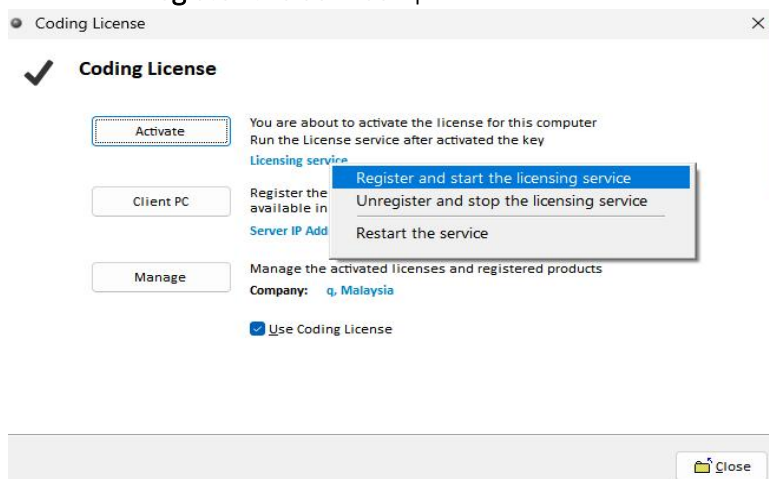 Coding License
Coding License
Activate
You are about to activate the license for this computer
Run the License service after activated the key
Licensing service
Register and start the licensing service
Unregister and stop the licensing service
Restart the service
Client PC
Register the
available in
Server IP Add
Manage
Manage the activated licenses and registered products
Company: q, Malaysia
Use Coding License
Close